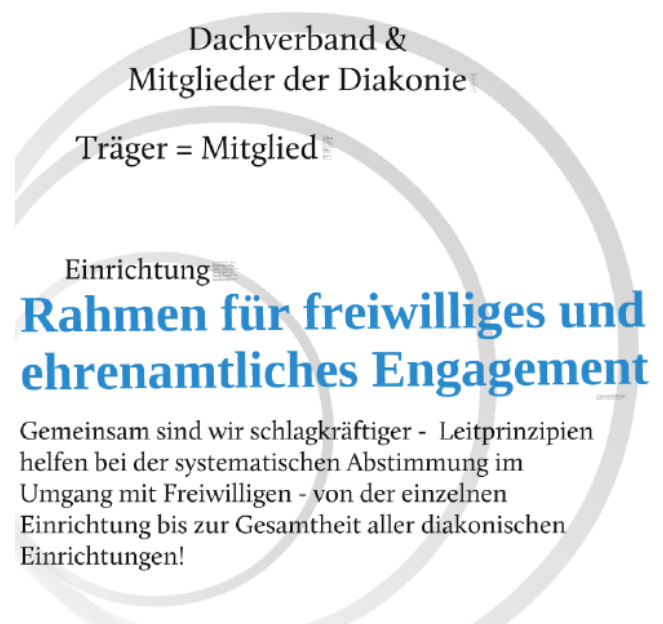 Dachverband &
Mitglieder der Diakonie
Träger = Mitglied
Einrichtung
Rahmen für freiwilliges und
ehrenamtliches Engagement
Gemeinsam sind wir schlagkräftiger - Leitprinzipien
helfen bei der systematischen Abstimmung im
Umgang mit Freiwilligen - von der einzelnen
Einrichtung bis zur Gesamtheit aller diakonischen
Einrichtungen!